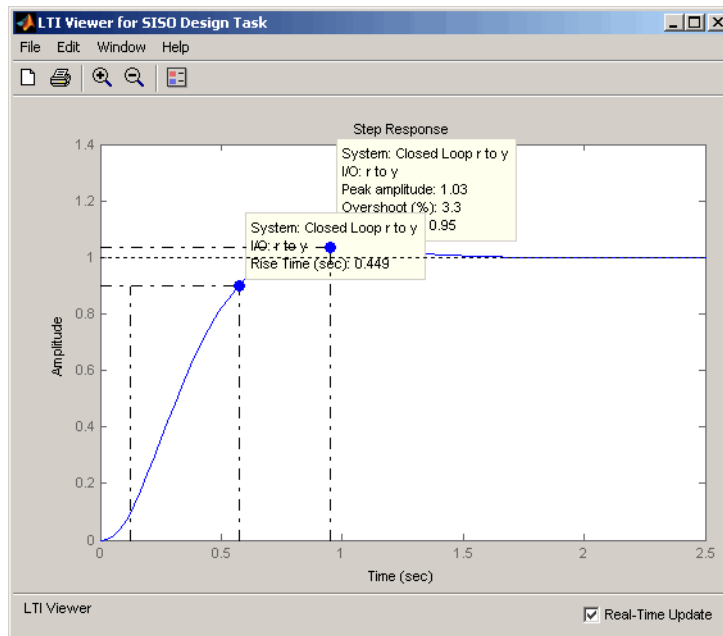 LTI Viewer for SISO Design Task
File Edit Window Help
Step Response
System: Closed Loop r to y
I/O: r to y
Peak amplitude: 1.03
Overshoot (%): 3.3
0.95
System: Closed Loop r to y
I/O: r to y
Rise Time (sec): 0.449
Amplitude
1.4
1.2
1
0.8
0.6
0.4
0.2
0
0 0.5 1 1.5 2 2.5
Time (sec)
LTI Viewer
Real-Time Update